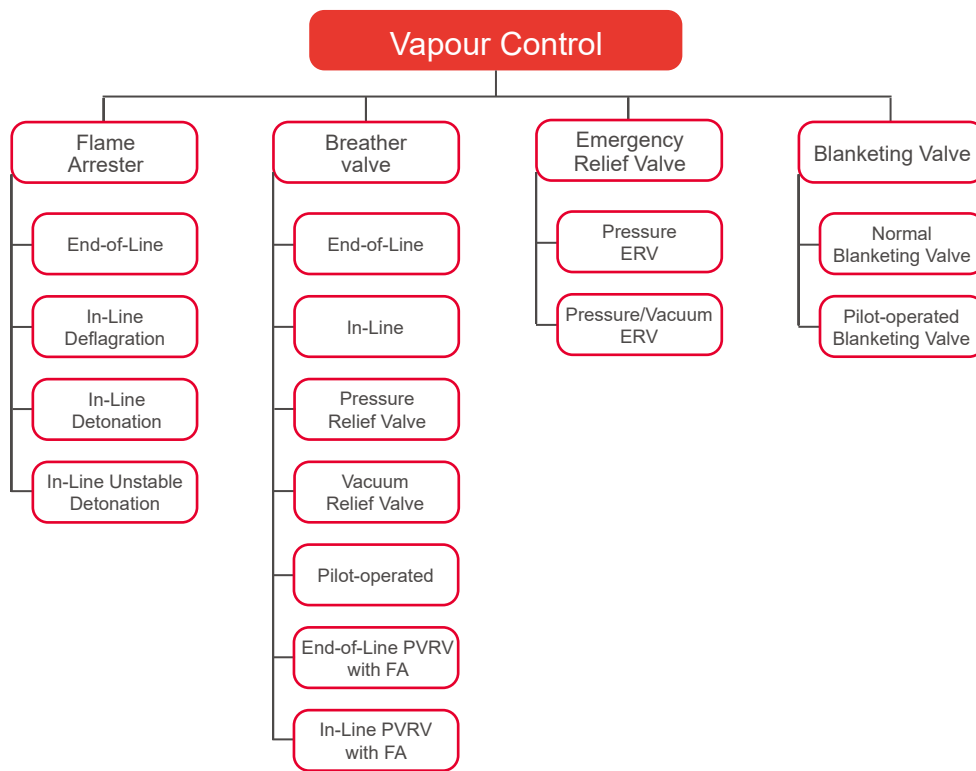 Vapour Control
Flame
Arrester
End-of-Line
In-Line
Deflagration
In-Line
Detonation
In-Line Unstable
Detonation
Breather
valve
End-of-Line
In-Line
Pressure
Relief Valve
Vacuum
Relief Valve
Pilot-operated
End-of-Line PVRV
with FA
In-Line PVRV
with FA
Emergency
Relief Valve
Pressure
ERV
Pressure/Vacuum
ERV
Blanketing Valve
Normal
Blanketing Valve
Pilot-operated
Blanketing Valve